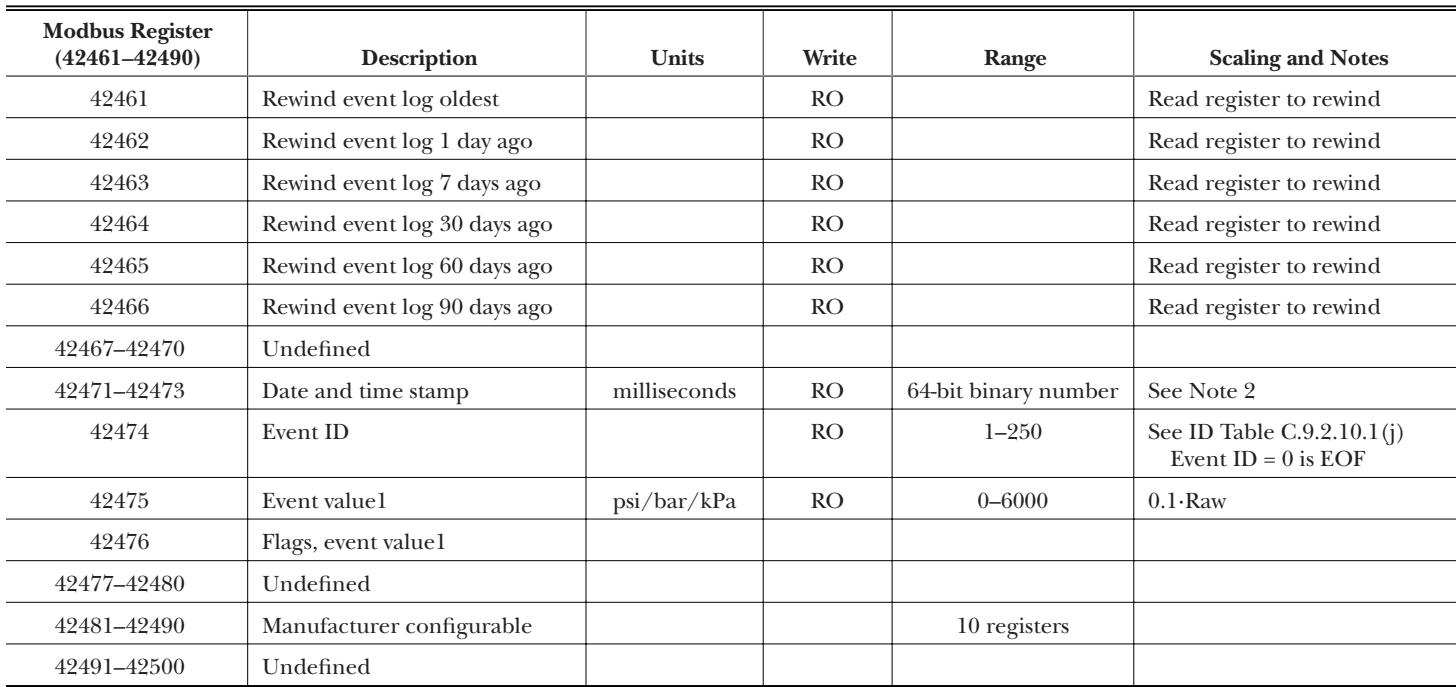 Modbus Register
(42461–42490) Description Units Write Range Scaling and Notes
42461 Rewind event log oldest RO Read register to rewind
42462 Rewind event log 1 day ago RO Read register to rewind
42463 Rewind event log 7 days ago RO Read register to rewind
42464 Rewind event log 30 days ago RO Read register to rewind
42465 Rewind event log 60 days ago RO Read register to rewind
42466 Rewind event log 90 days ago RO Read register to rewind
42467–42470 Undefined
42471–42473 Date and time stamp milliseconds RO 64-bit binary number See Note 2
42474 Event ID RO 1–250 See ID Table C.9.2.10.1(j)
Event ID = 0 is EOF
42475 Event value1 psi/bar/kPa RO 0–6000 0.1·Raw
42476 Flags, event value1
42477–42480 Undefined
42481–42490 Manufacturer configurable 10 registers
42491–42500 Undefined